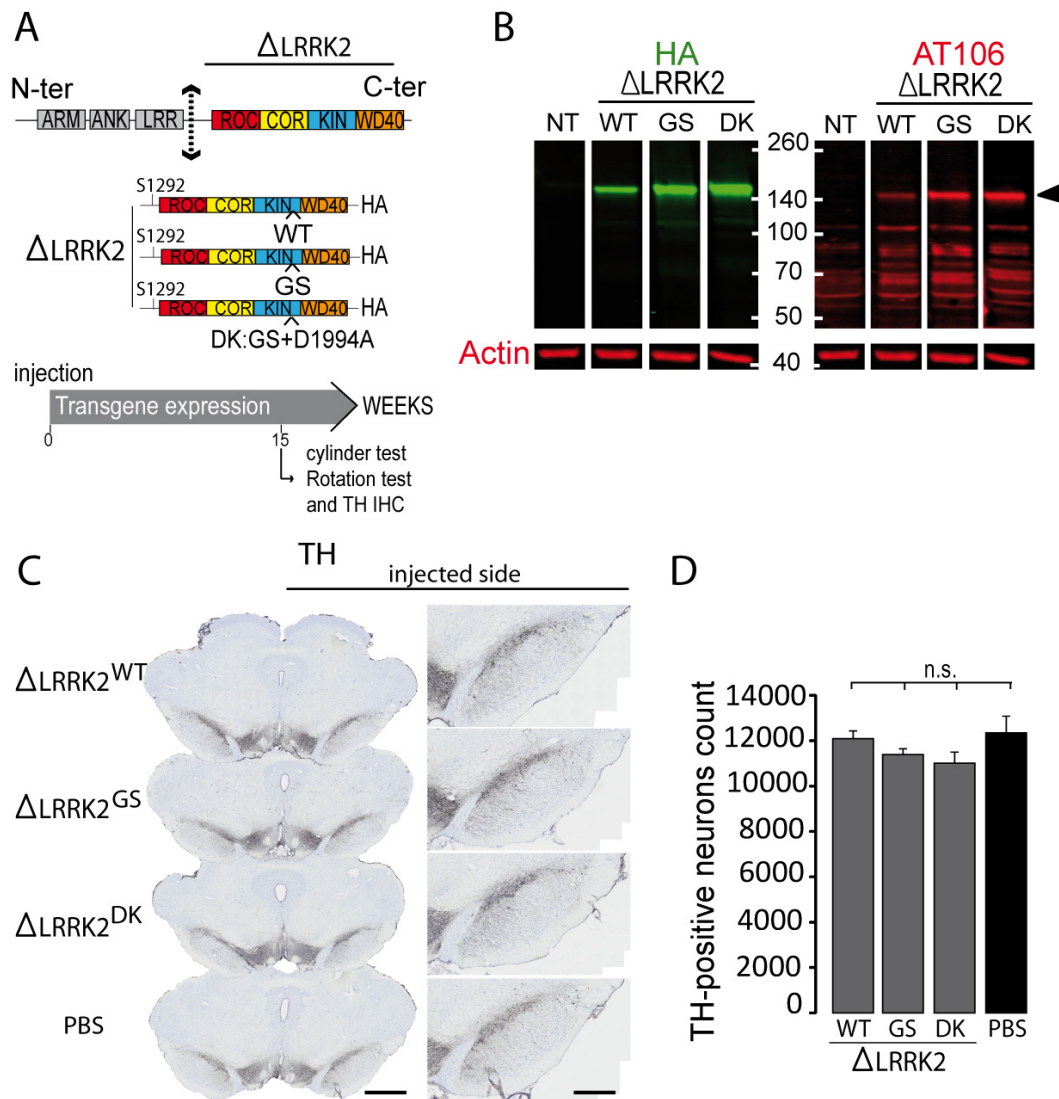 A
ΔLRRK2
N-ter
C-ter
ARM ANK LRR ROC COR KIN WD40
S1292
ROC COR KIN WD40 HA
WT
S1292
ΔLRRK2
ROC COR KIN WD40 HA
GS
S1292
ROC COR KIN WD40 HA
DK:GS+D1994A
injection
Transgene expression
WEEKS
0
15
cylinder test
Rotation test
and TH IHC
B
HA
ΔLRRK2
NT WT GS DK
AT106
ΔLRRK2
NT WT GS DK
260
140
100
70
50
40
Actin
C
TH
injected side
ΔLRRK2WT
ΔLRRK2GS
ΔLRRK2DK
PBS
D
n.s.
TH-positive neurons count
14000
12000
10000
8000
6000
4000
2000
0
WT GS DK PBS
ΔLRRK2